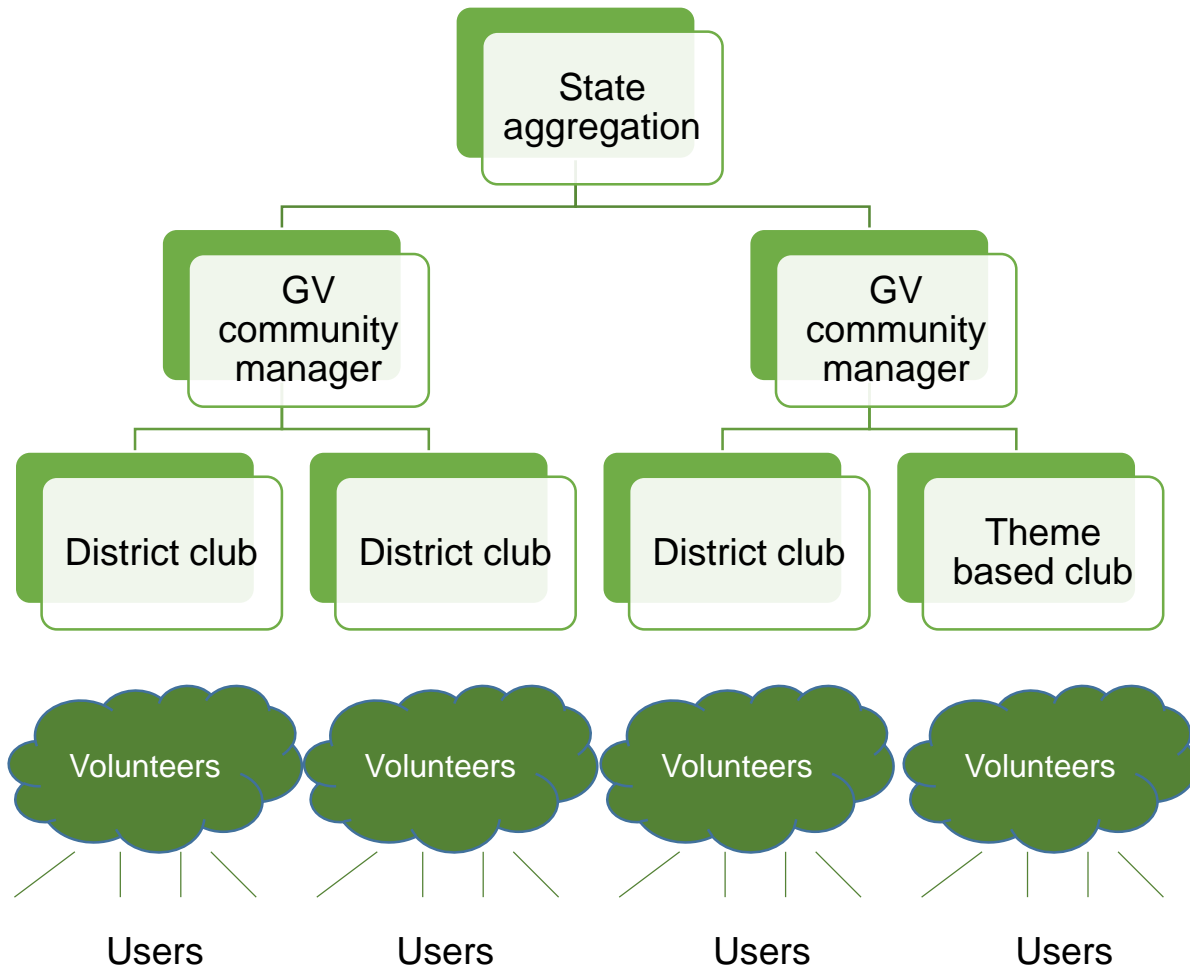 State
aggregation
GV
community
manager
GV
community
manager
District club
District club
District club
Theme
based club
Volunteers
Volunteers
Volunteers
Volunteers
Users
Users
Users
Users